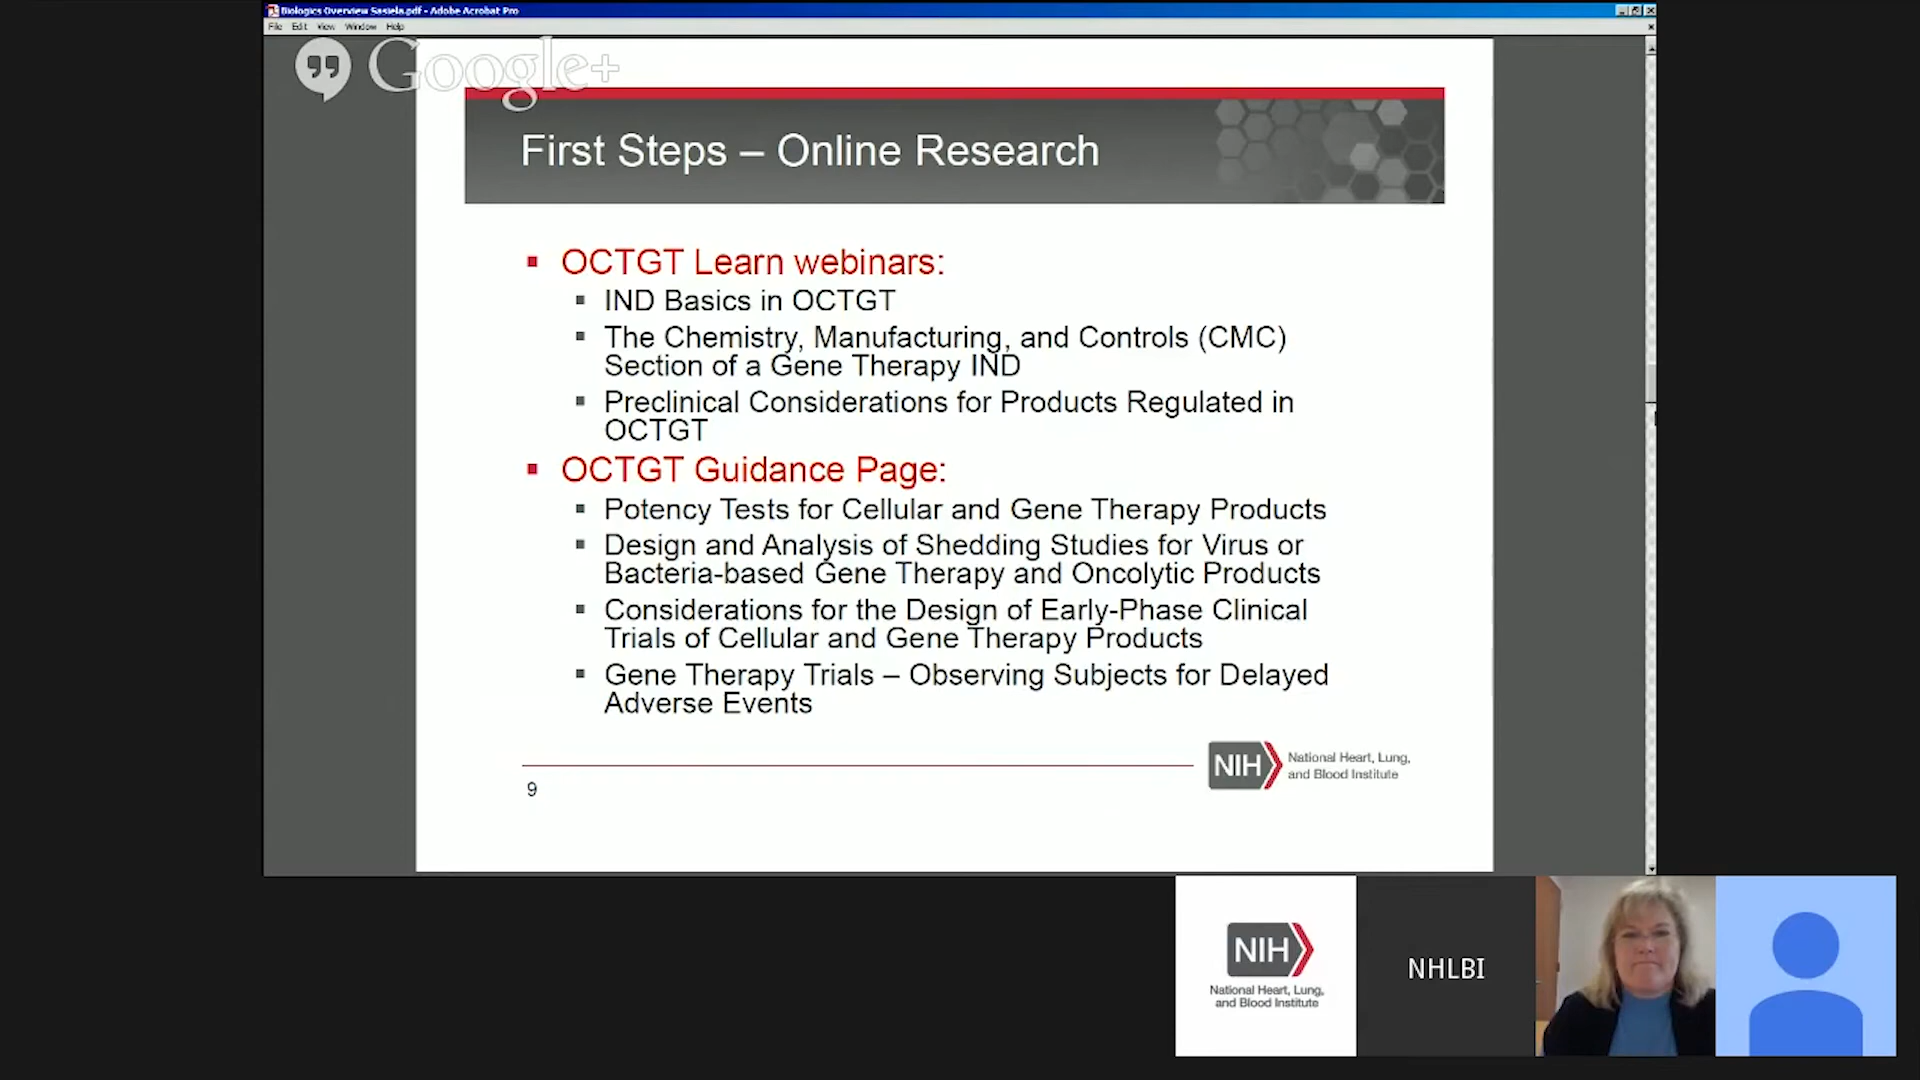 Biologics Overview Sasiela.pdf - Adobe Acrobat Pro
File Edit View Window Help
Google+
First Steps – Online Research
OCTGT Learn webinars:
IND Basics in OCTGT
The Chemistry, Manufacturing, and Controls (CMC)
Section of a Gene Therapy IND
Preclinical Considerations for Products Regulated in
OCTGT
OCTGT Guidance Page:
Potency Tests for Cellular and Gene Therapy Products
Design and Analysis of Shedding Studies for Virus or
Bacteria-based Gene Therapy and Oncolytic Products
Considerations for the Design of Early-Phase Clinical
Trials of Cellular and Gene Therapy Products
Gene Therapy Trials – Observing Subjects for Delayed
Adverse Events
NIH National Heart, Lung,
and Blood Institute
9
NIH
National Heart, Lung,
and Blood Institute
NHLBI